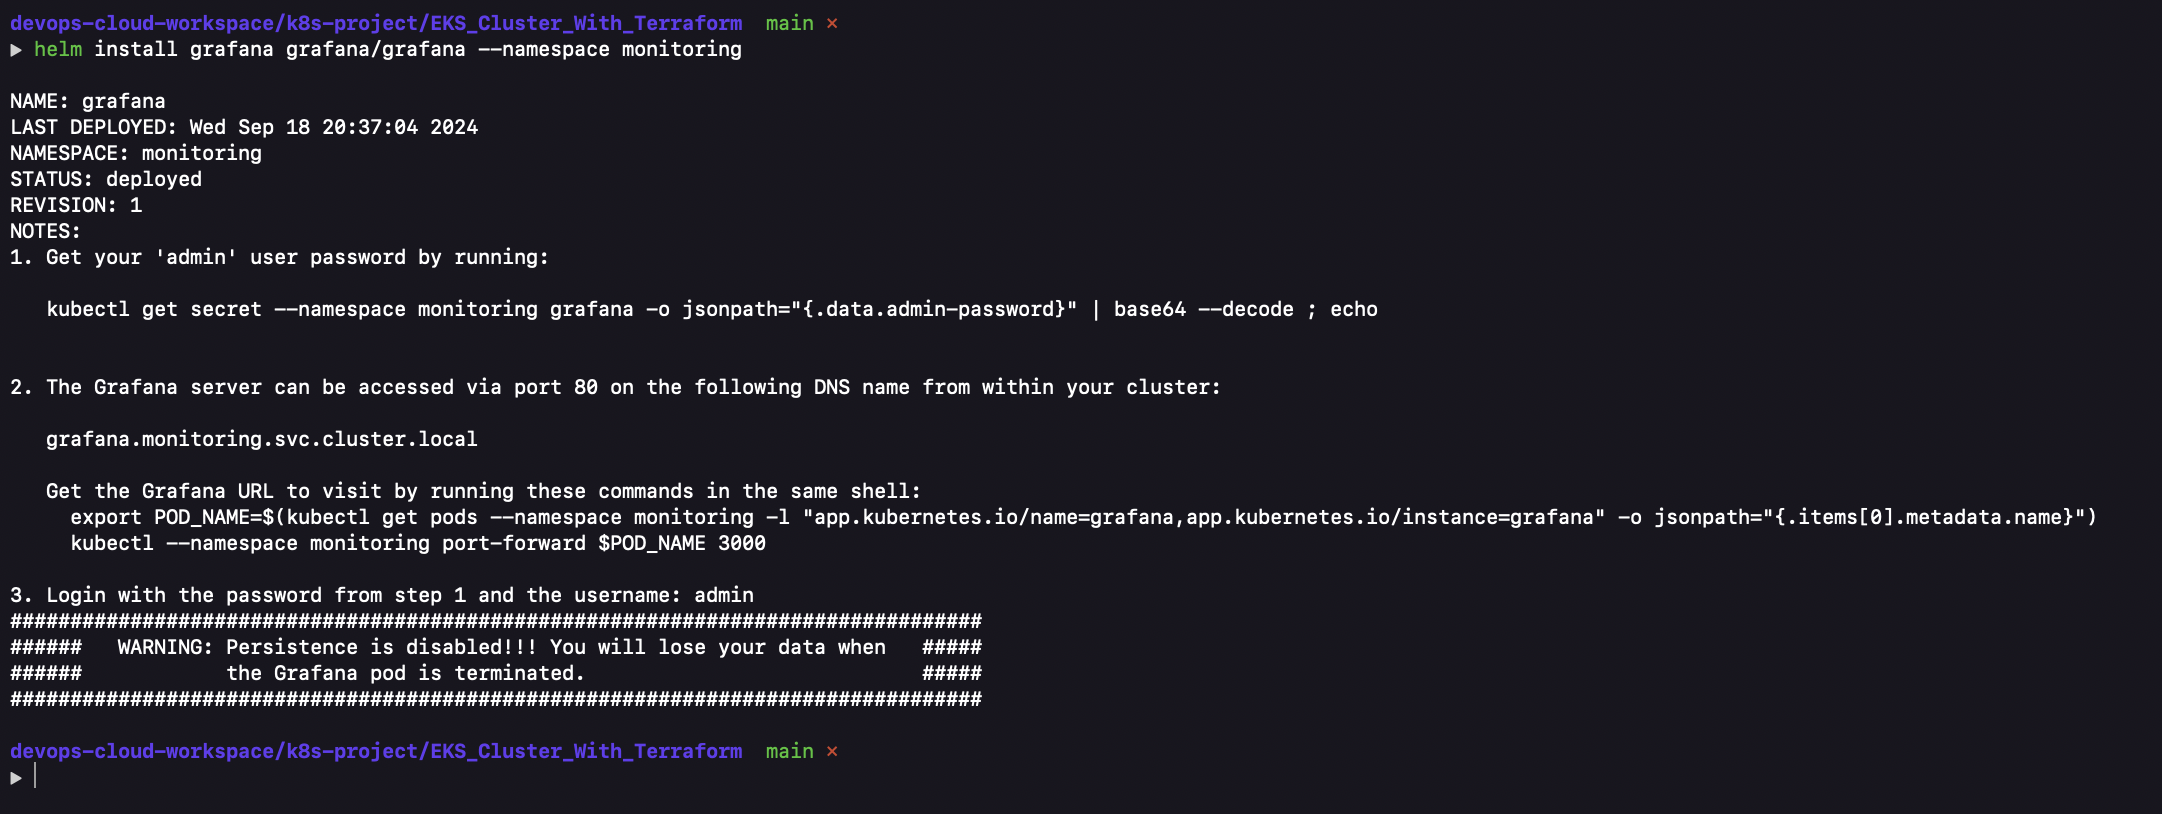 devops-cloud-workspace/k8s-project/EKS_Cluster_With_Terraform  main ×
▶ helm install grafana grafana/grafana --namespace monitoring
NAME: grafana
LAST DEPLOYED: Wed Sep 18 20:37:04 2024
NAMESPACE: monitoring
STATUS: deployed
REVISION: 1
NOTES:
1. Get your 'admin' user password by running:
kubectl get secret --namespace monitoring grafana -o jsonpath="{.data.admin-password}" | base64 --decode ; echo
2. The Grafana server can be accessed via port 80 on the following DNS name from within your cluster:
grafana.monitoring.svc.cluster.local
Get the Grafana URL to visit by running these commands in the same shell:
export POD_NAME=$(kubectl get pods --namespace monitoring -l "app.kubernetes.io/name=grafana,app.kubernetes.io/instance=grafana" -o jsonpath="{.items[0].metadata.name}")
kubectl --namespace monitoring port-forward $POD_NAME 3000
3. Login with the password from step 1 and the username: admin
#################################################################################
######   WARNING: Persistence is disabled!!! You will lose your data when   #####
######            the Grafana pod is terminated.                            #####
#################################################################################
devops-cloud-workspace/k8s-project/EKS_Cluster_With_Terraform  main ×
▶